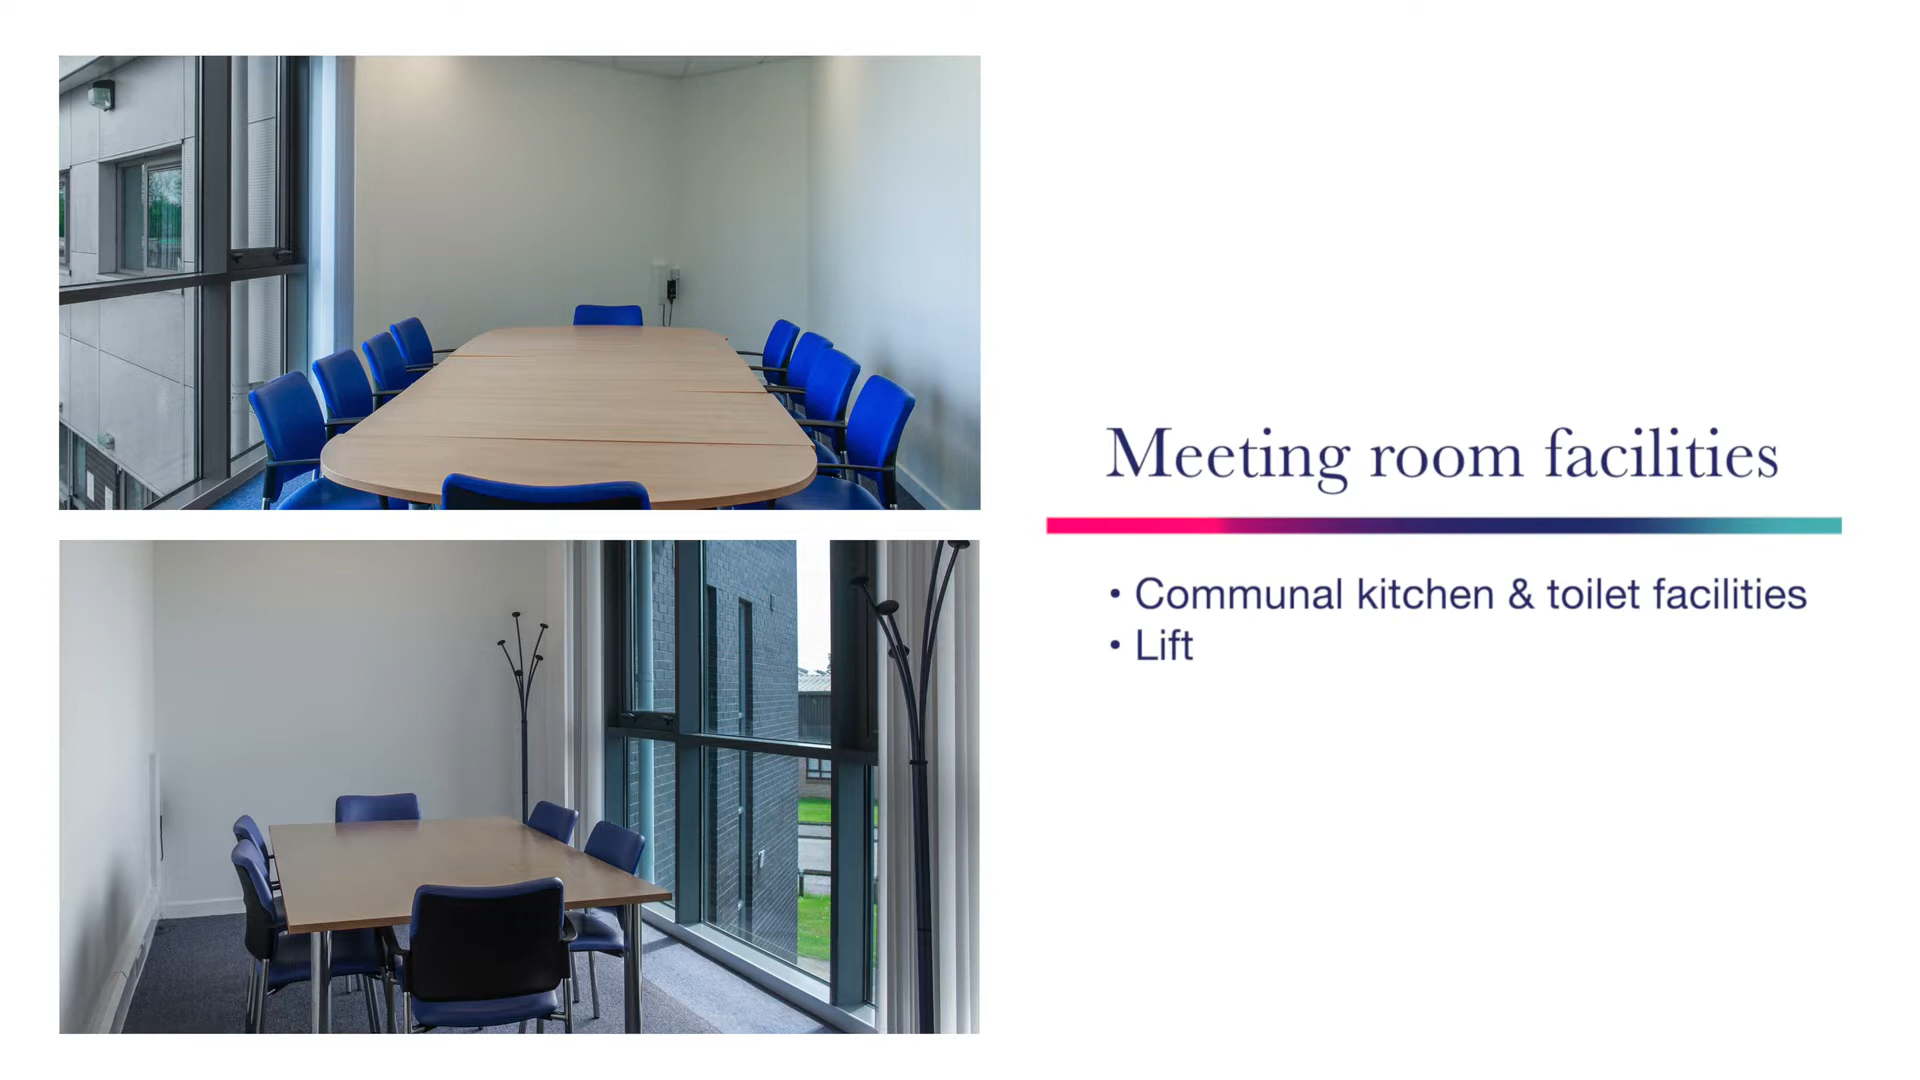 Meeting room facilities
• Communal kitchen & toilet facilities
• Lift